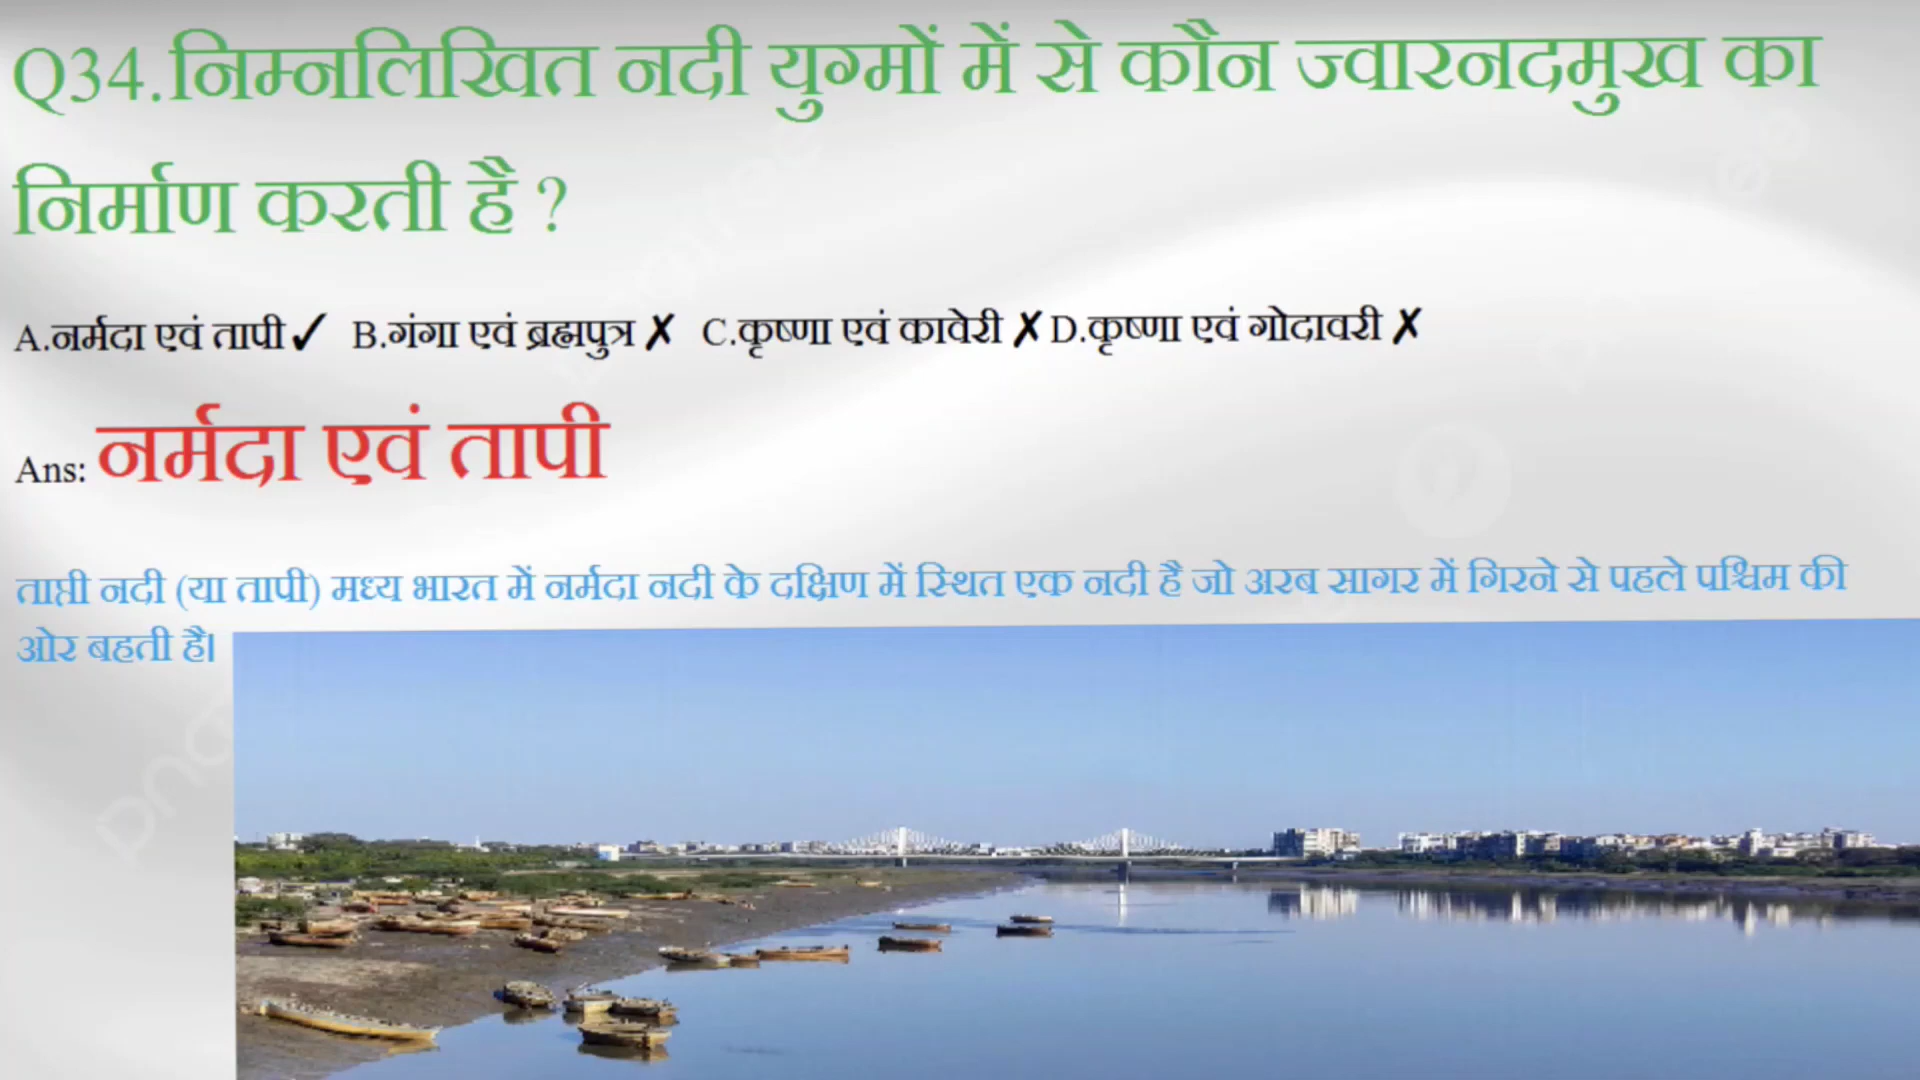 Q34.निम्नलिखित नदी युग्मों में से कौन ज्वारनदमुख का
निर्माण करती है ?
A.नर्मदा एवं तापी✓ B.गंगा एवं ब्रह्मपुत्र ✗ C.कृष्णा एवं कावेरी ✗ D.कृष्णा एवं गोदावरी ✗
Ans: नर्मदा एवं तापी
ताप्ती नदी (या तापी) मध्य भारत में नर्मदा नदी के दक्षिण में स्थित एक नदी है जो अरब सागर में गिरने से पहले पश्चिम की
ओर बहती है।